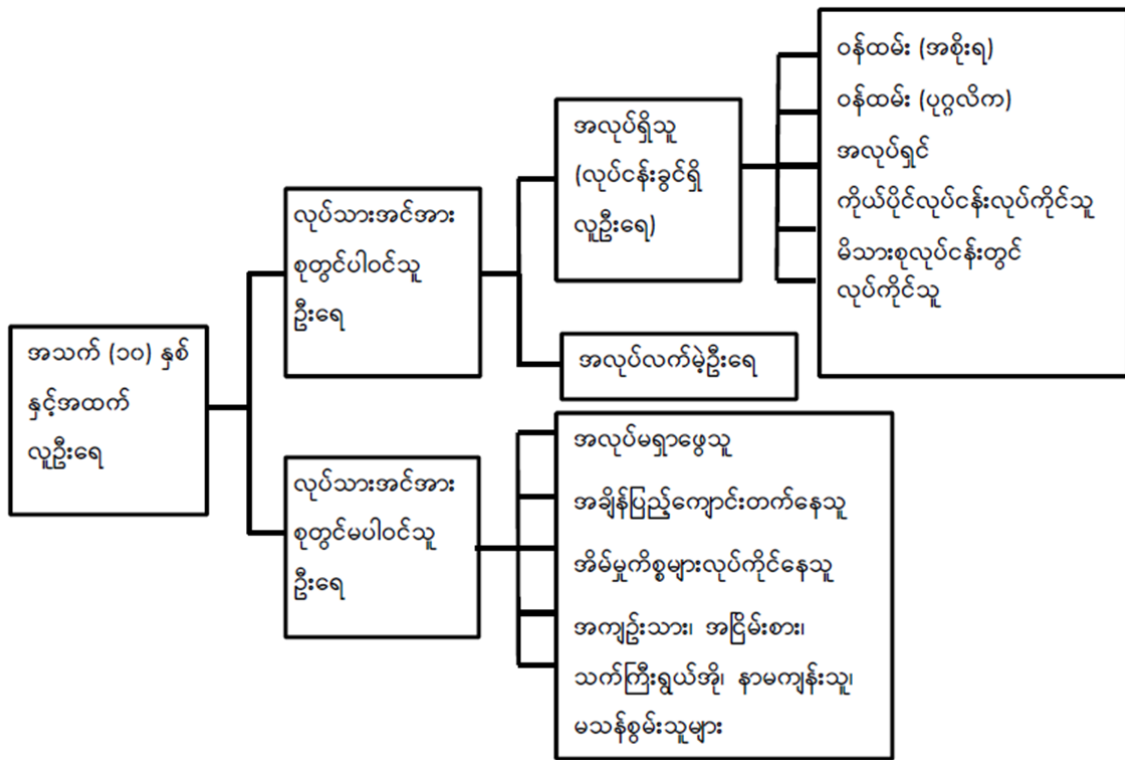 အသက် (၁၀) နှစ်
နှင့်အထက်
လူဦးရေ
လုပ်သားအင်အား
စုတွင်ပါဝင်သူ
ဦးရေ
အလုပ်ရှိသူ
(လုပ်ငန်းခွင်ရှိ
လူဦးရေ)
ဝန်ထမ်း (အစိုးရ)
ဝန်ထမ်း (ပုဂ္ဂလိက)
အလုပ်ရှင်
ကိုယ်ပိုင်လုပ်ငန်းလုပ်ကိုင်သူ
မိသားစုလုပ်ငန်းတွင်
လုပ်ကိုင်သူ
အလုပ်လက်မဲ့ဦးရေ
လုပ်သားအင်အား
စုတွင်မပါဝင်သူ
ဦးရေ
အလုပ်မရှာဖွေသူ
အချိန်ပြည့်ကျောင်းတက်နေသူ
အိမ်မှုကိစ္စများလုပ်ကိုင်နေသူ
အကျဉ်းသား၊ အငြိမ်းစား၊
သက်ကြီးရွယ်အို၊ နာမကျန်းသူ၊
မသန်စွမ်းသူများ